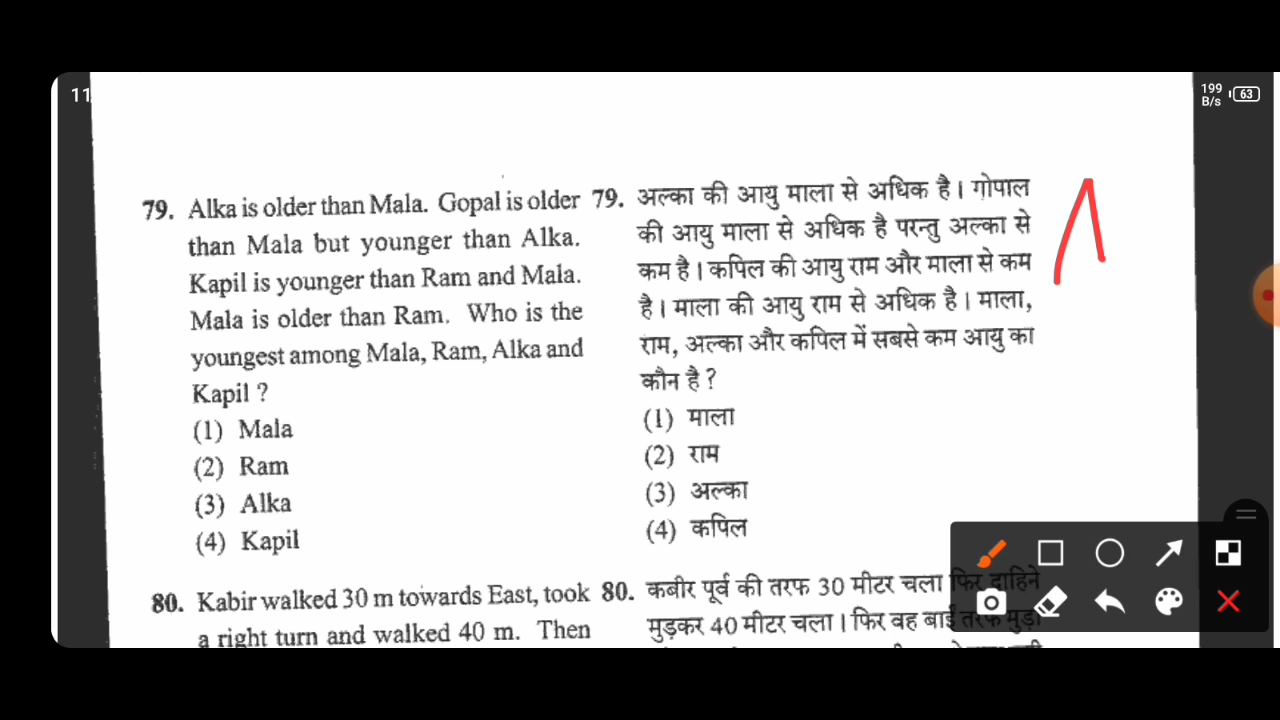 11
199
B/s
63
79. Alka is older than Mala. Gopal is older
than Mala but younger than Alka.
Kapil is younger than Ram and Mala.
Mala is older than Ram. Who is the
youngest among Mala, Ram, Alka and
Kapil ?
(1) Mala
(2) Ram
(3) Alka
(4) Kapil
80. Kabir walked 30 m towards East, took
a right turn and walked 40 m. Then
79. अल्का की आयु माला से अधिक है। गोपाल
की आयु माला से अधिक है परन्तु अल्का से
कम है। कपिल की आयु राम और माला से कम
है। माला की आयु राम से अधिक है। माला,
राम, अल्का और कपिल में सबसे कम आयु का
कौन है ?
(1) माला
(2) राम
(3) अल्का
(4) कपिल
80. कबीर पूर्व की तरफ 30 मीटर चला फिर दाहिने
मुड़कर 40 मीटर चला। फिर वह बाईं तरफ मुड़ा